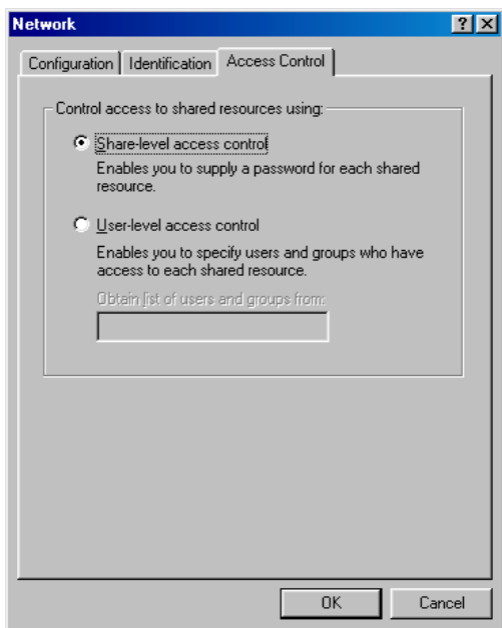 Network
Configuration Identification Access Control
Control access to shared resources using:
Share-level access control
Enables you to supply a password for each shared
resource.
User-level access control
Enables you to specify users and groups who have
access to each shared resource.
Obtain list of users and groups from:
OK Cancel